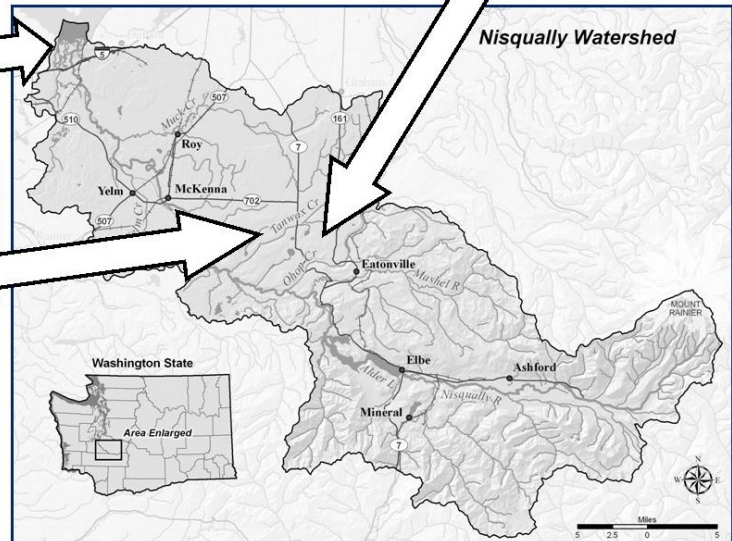 Nisqually Watershed
5
510
507
Muck Cr
Roy
7
161
Yelm
McKenna
702
507
Tanwax Cr
Ohop Cr
Eatonville
Mashel R
MOUNT
RAINIER
Washington State
Area Enlarged
Alder L
Elbe
Ashford
Nisqually R
Mineral
7
N
W
E
S
Miles
5
2.5
0
5